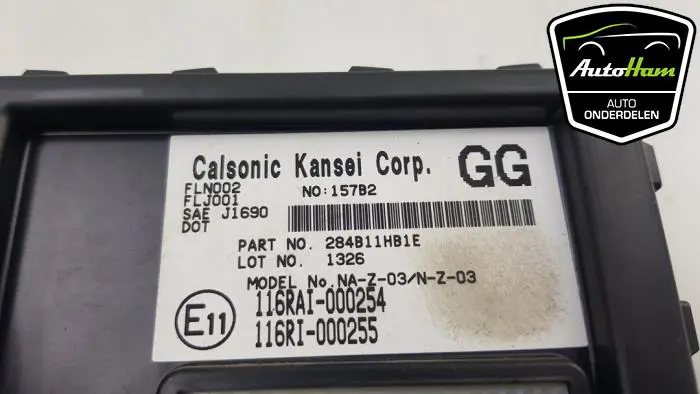 AutoHam
AUTO
ONDERDELEN
Calsonic Kansei Corp. GG
FLN002 NO:157B2
FLJ001
SAE J1690
DOT
PART NO. 284B11HB1E
LOT NO. 1326
MODEL No.NA-Z-03/N-Z-03
E11 116RAI-000254
116RI-000255